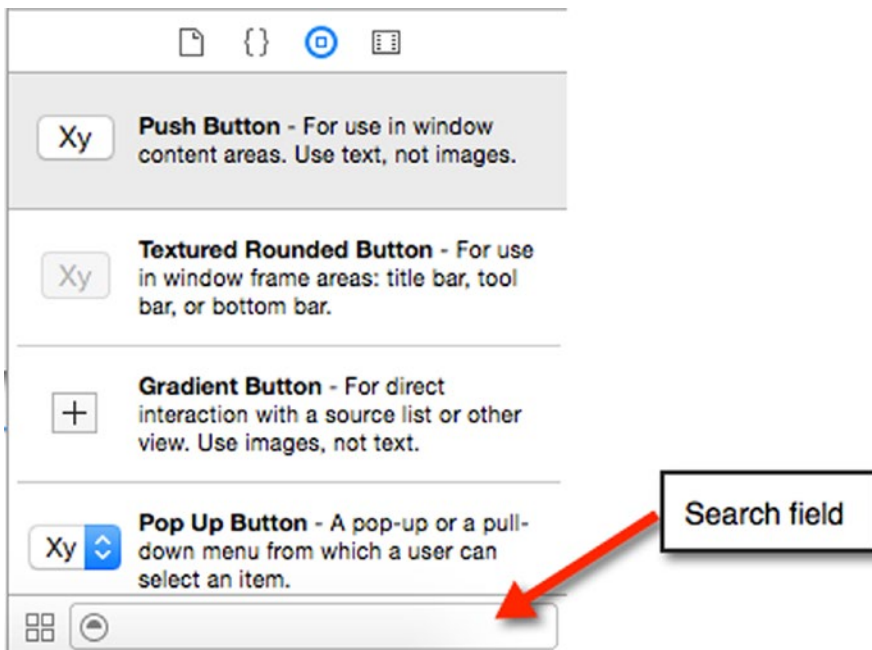 {}
Xy
Push Button - For use in window
content areas. Use text, not images.
Xy
Textured Rounded Button - For use
in window frame areas: title bar, tool
bar, or bottom bar.
+
Gradient Button - For direct
interaction with a source list or other
view. Use images, not text.
Xy
Pop Up Button - A pop-up or a pull-
down menu from which a user can
select an item.
Search field